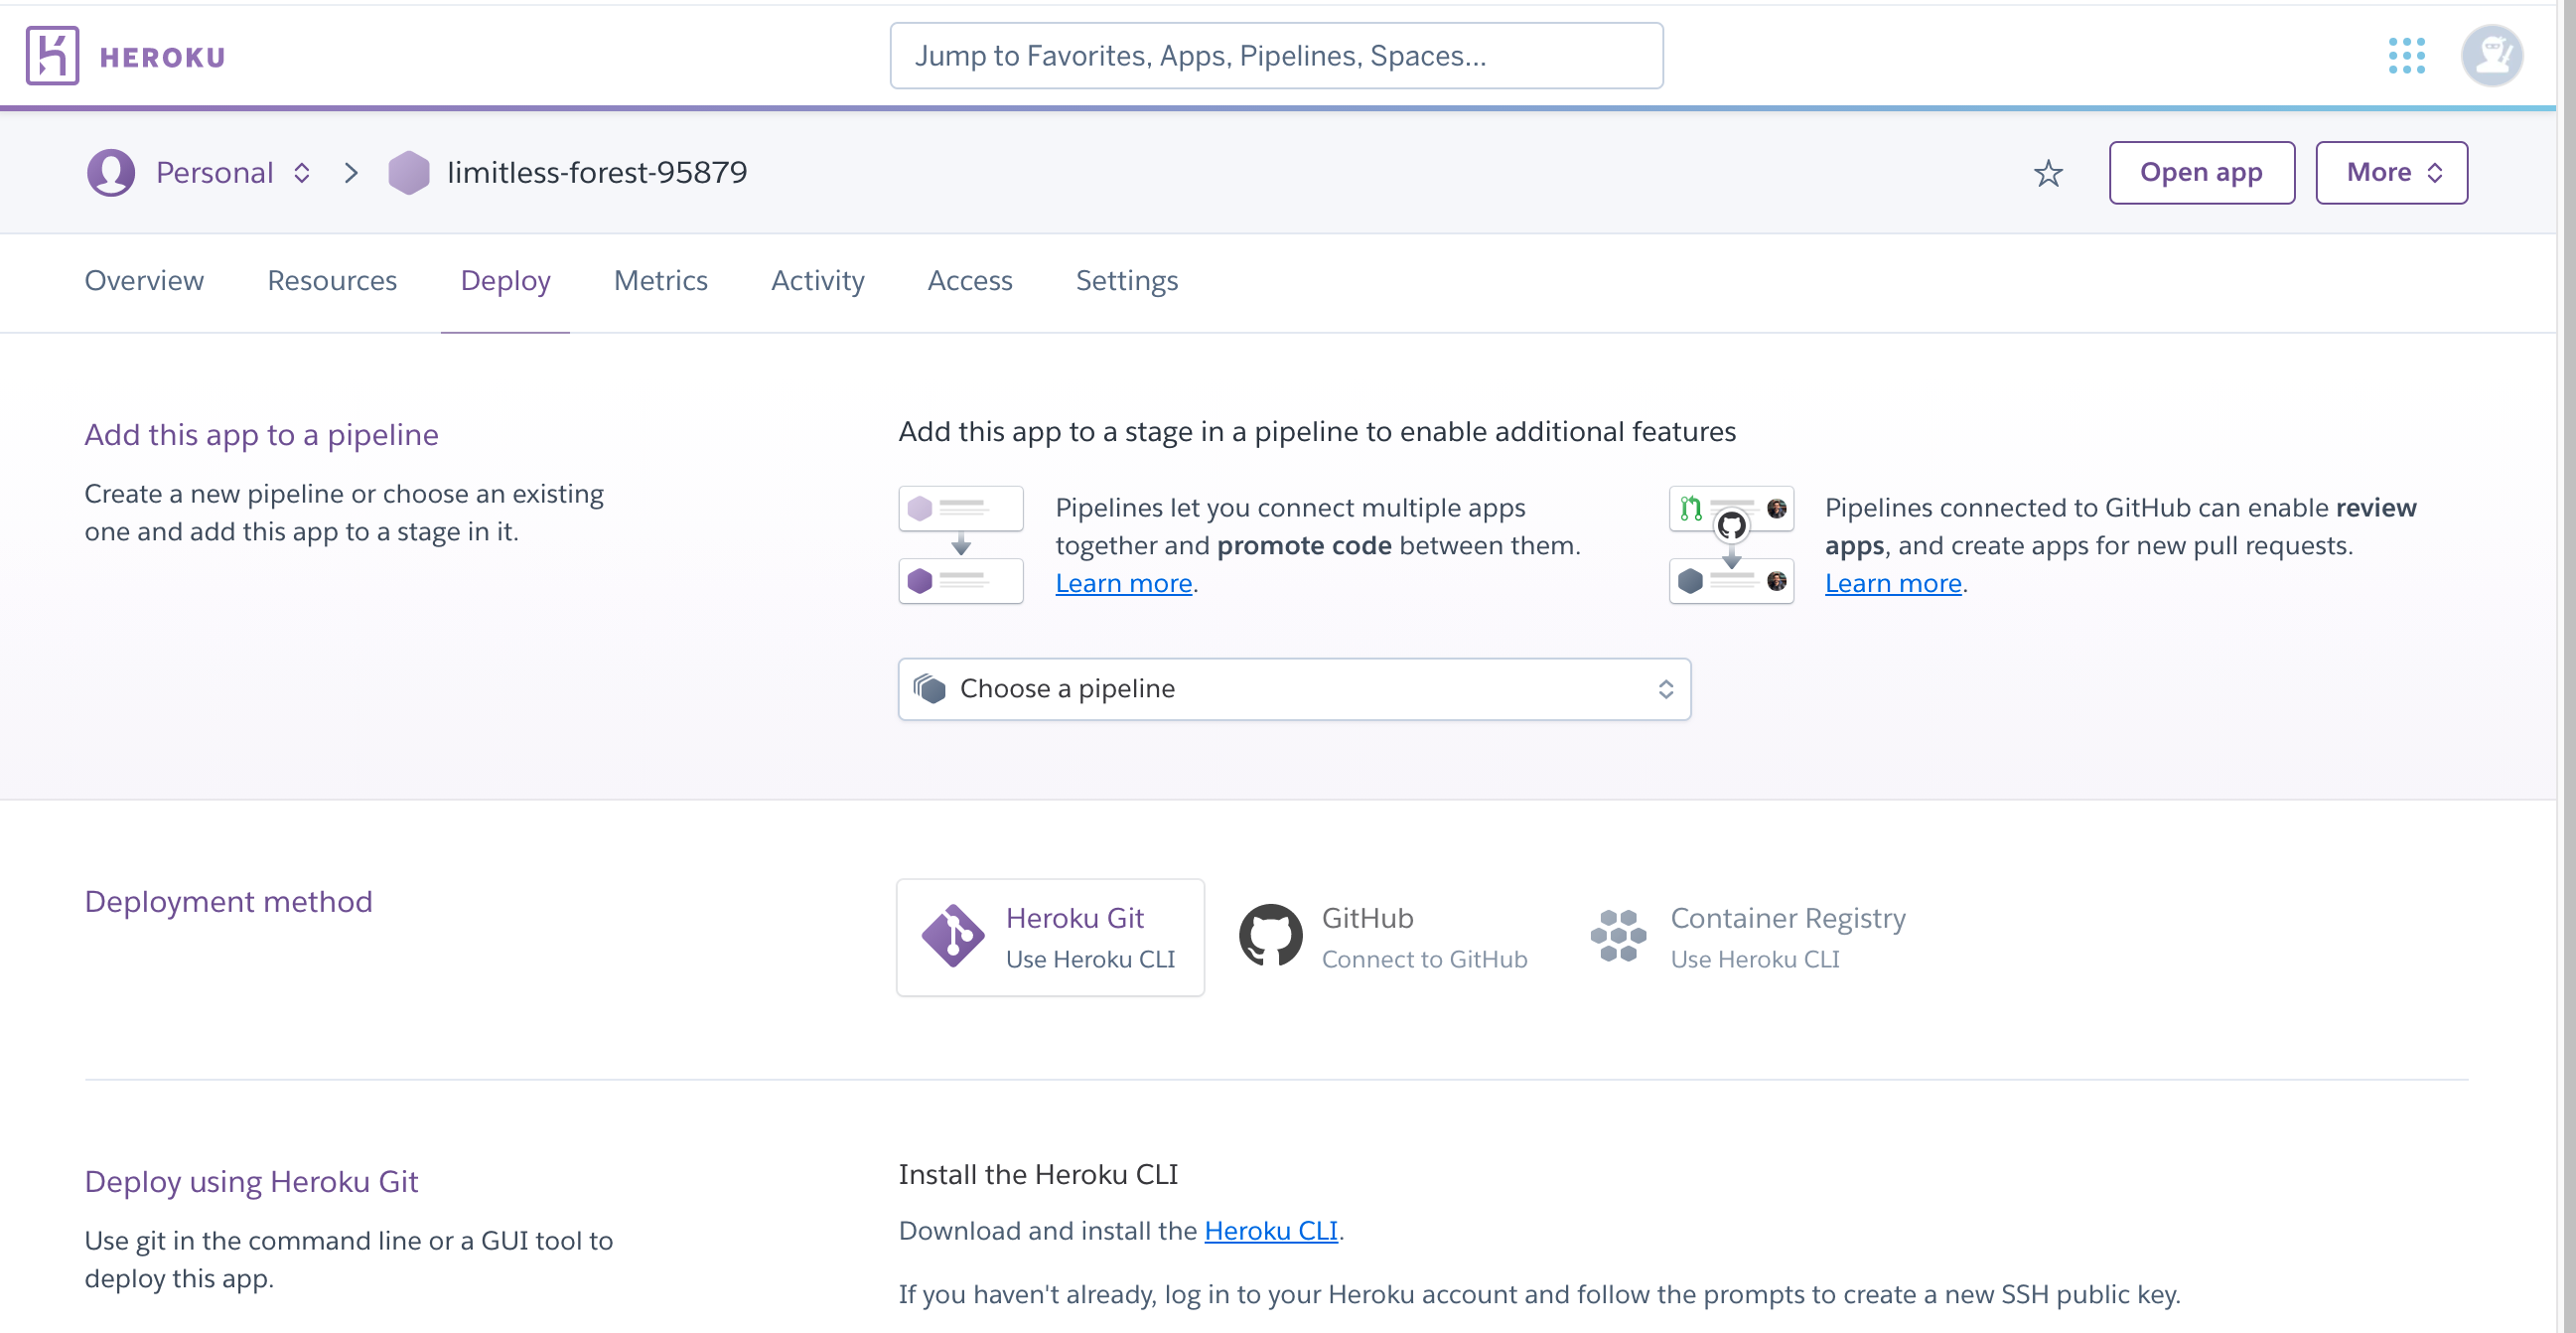 HEROKU
Jump to Favorites, Apps, Pipelines, Spaces...
Personal
limitless-forest-95879
Open app
More
Overview
Resources
Deploy
Metrics
Activity
Access
Settings
Add this app to a pipeline
Create a new pipeline or choose an existing
one and add this app to a stage in it.
Add this app to a stage in a pipeline to enable additional features
Pipelines let you connect multiple apps
together and promote code between them.
Learn more.
Pipelines connected to GitHub can enable review
apps, and create apps for new pull requests.
Learn more.
Choose a pipeline
Deployment method
Heroku Git
Use Heroku CLI
GitHub
Connect to GitHub
Container Registry
Use Heroku CLI
Deploy using Heroku Git
Use git in the command line or a GUI tool to
deploy this app.
Install the Heroku CLI
Download and install the Heroku CLI.
If you haven't already, log in to your Heroku account and follow the prompts to create a new SSH public key.